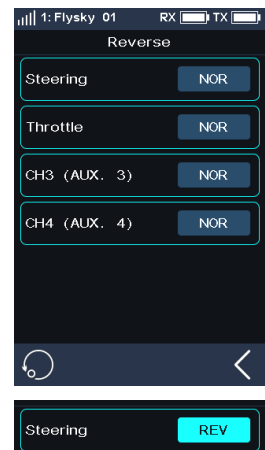 1: Flysky 01 RX TX
Reverse
Steering NOR
Throttle NOR
CH3 (AUX. 3) NOR
CH4 (AUX. 4) NOR
Steering REV